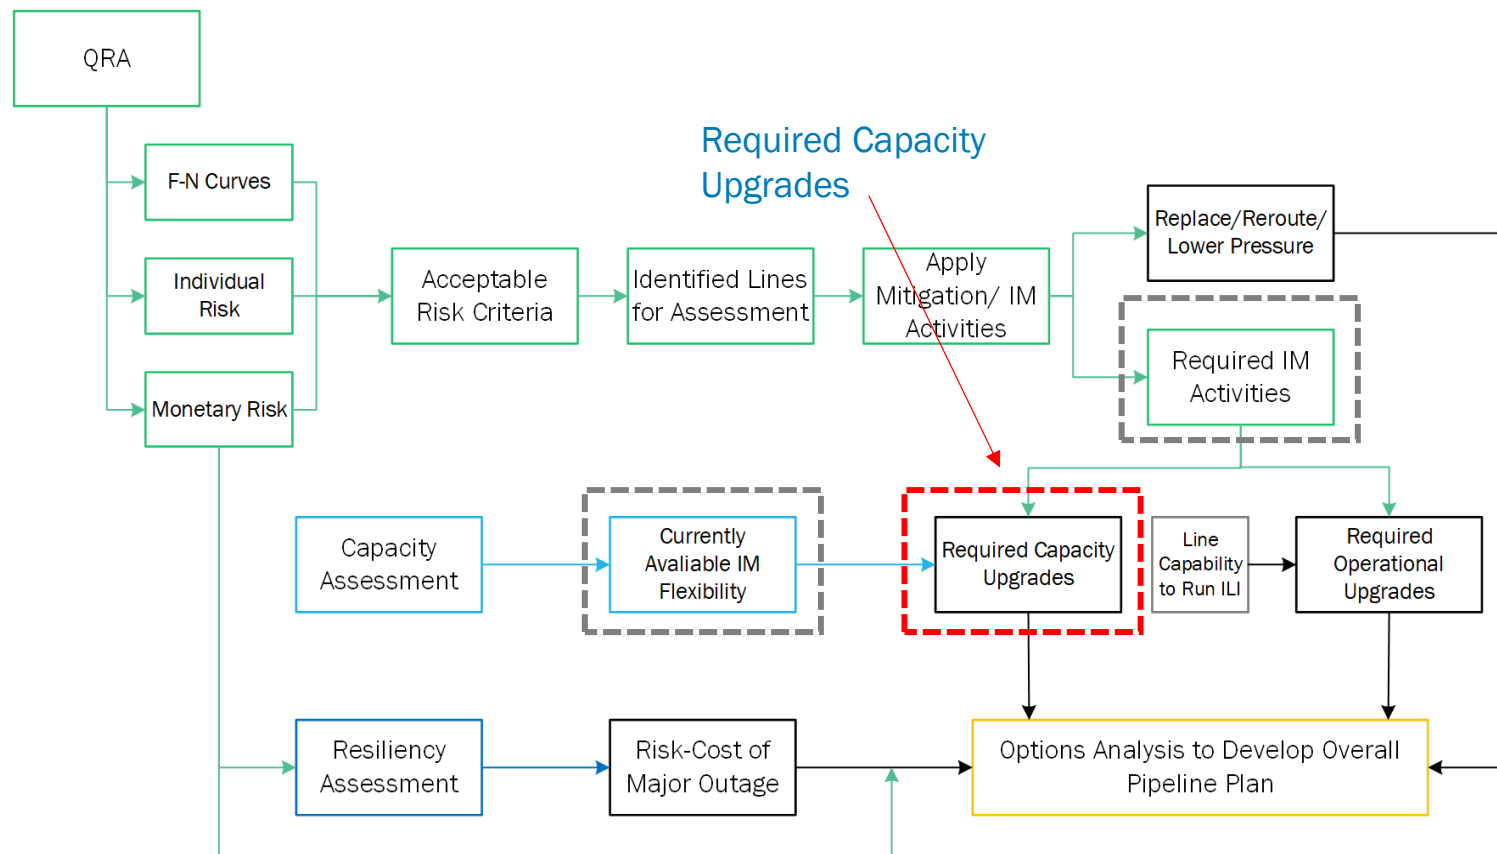 QRA
Required Capacity
Upgrades
F-N Curves
Individual
Risk
Monetary Risk
Acceptable
Risk Criteria
Identified Lines
for Assessment
Apply
Mitigation/ IM
Activities
Replace/Reroute/
Lower Pressure
Required IM
Activities
Capacity
Assessment
Currently
Avaliable IM
Flexibility
Required Capacity
Upgrades
Line
Capability
to Run ILI
Required
Operational
Upgrades
Resiliency
Assessment
Risk-Cost of
Major Outage
Options Analysis to Develop Overall
Pipeline Plan